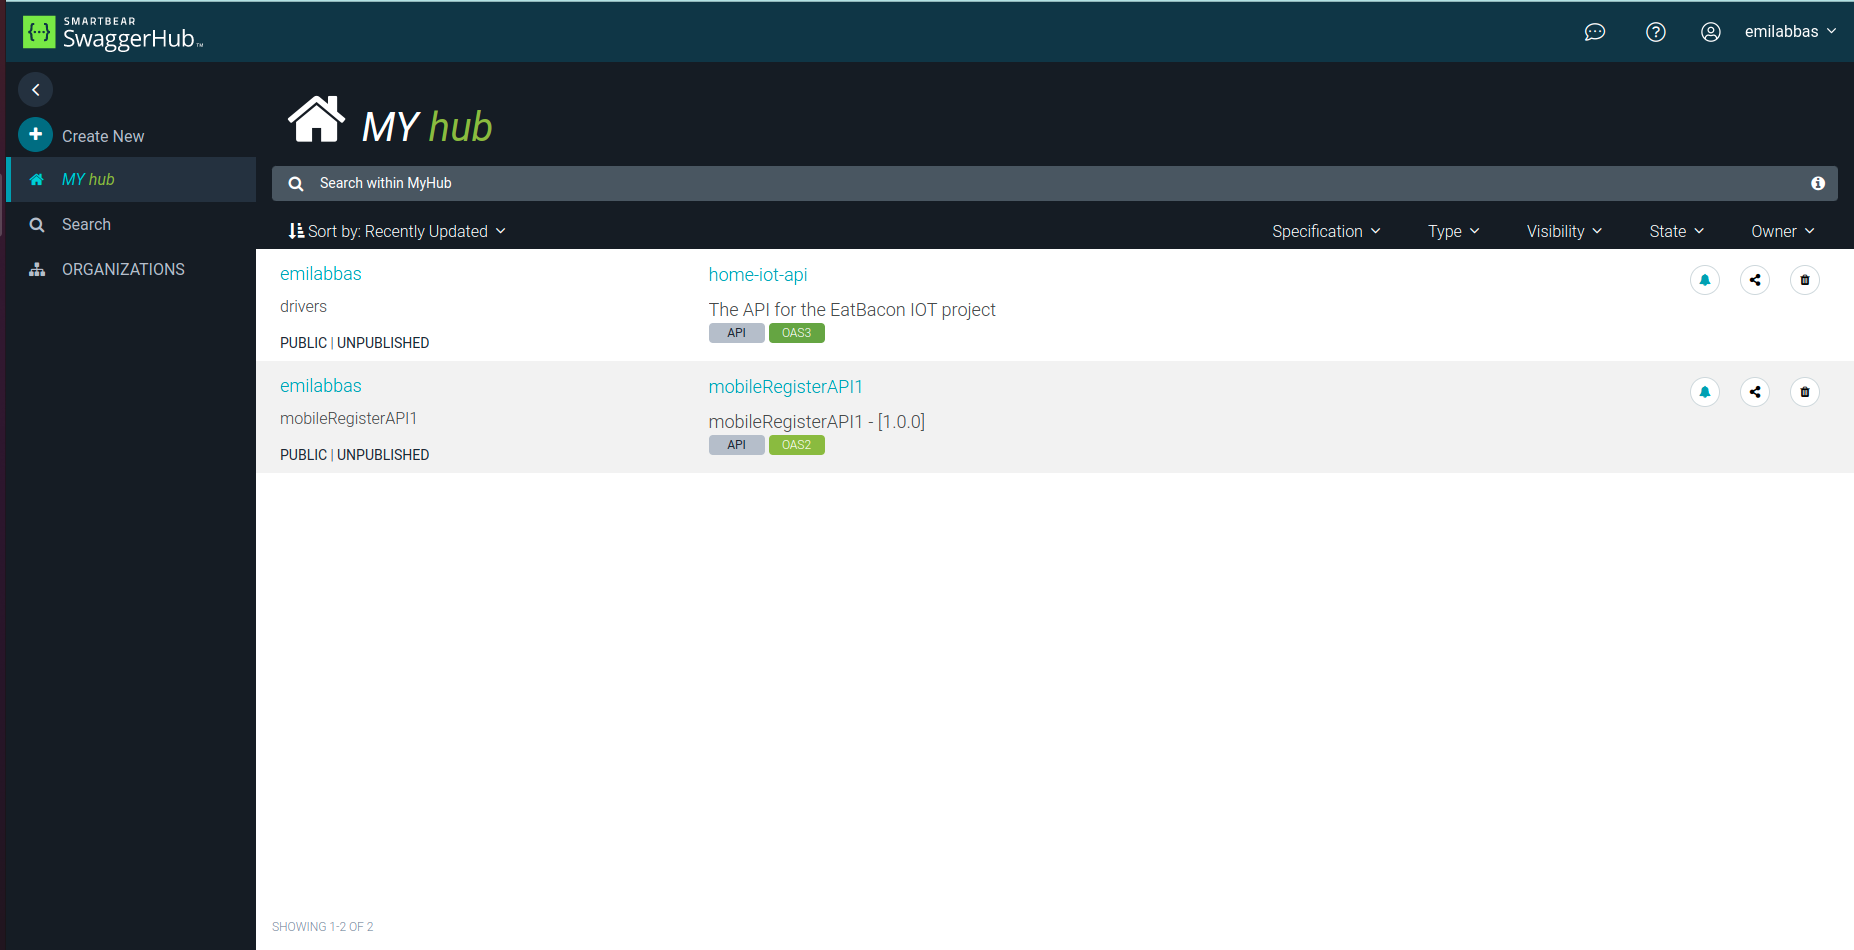 SMARTBEAR
SwaggerHub™
emilabbas
Create New
MY hub
Search
ORGANIZATIONS
MY hub
Search within MyHub
Sort by: Recently Updated
Specification
Type
Visibility
State
Owner
emilabbas
drivers
PUBLIC | UNPUBLISHED
home-iot-api
The API for the EatBacon IOT project
API OAS3
emilabbas
mobileRegisterAPI1
PUBLIC | UNPUBLISHED
mobileRegisterAPI1
mobileRegisterAPI1 - [1.0.0]
API OAS2
SHOWING 1-2 OF 2